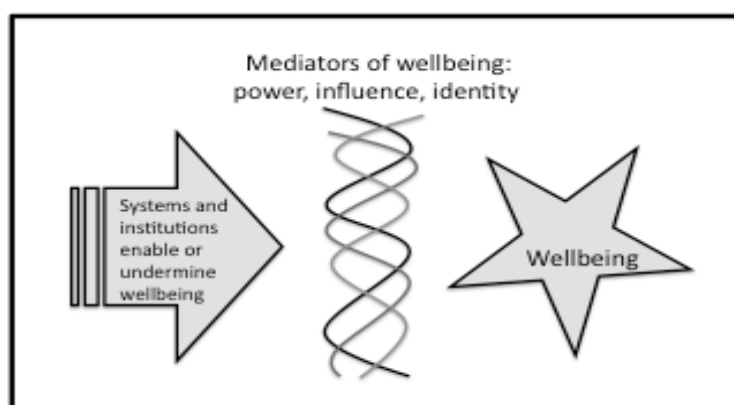 Mediators of wellbeing:
power, influence, identity
Systems and
institutions
enable or
undermine
wellbeing
Wellbeing